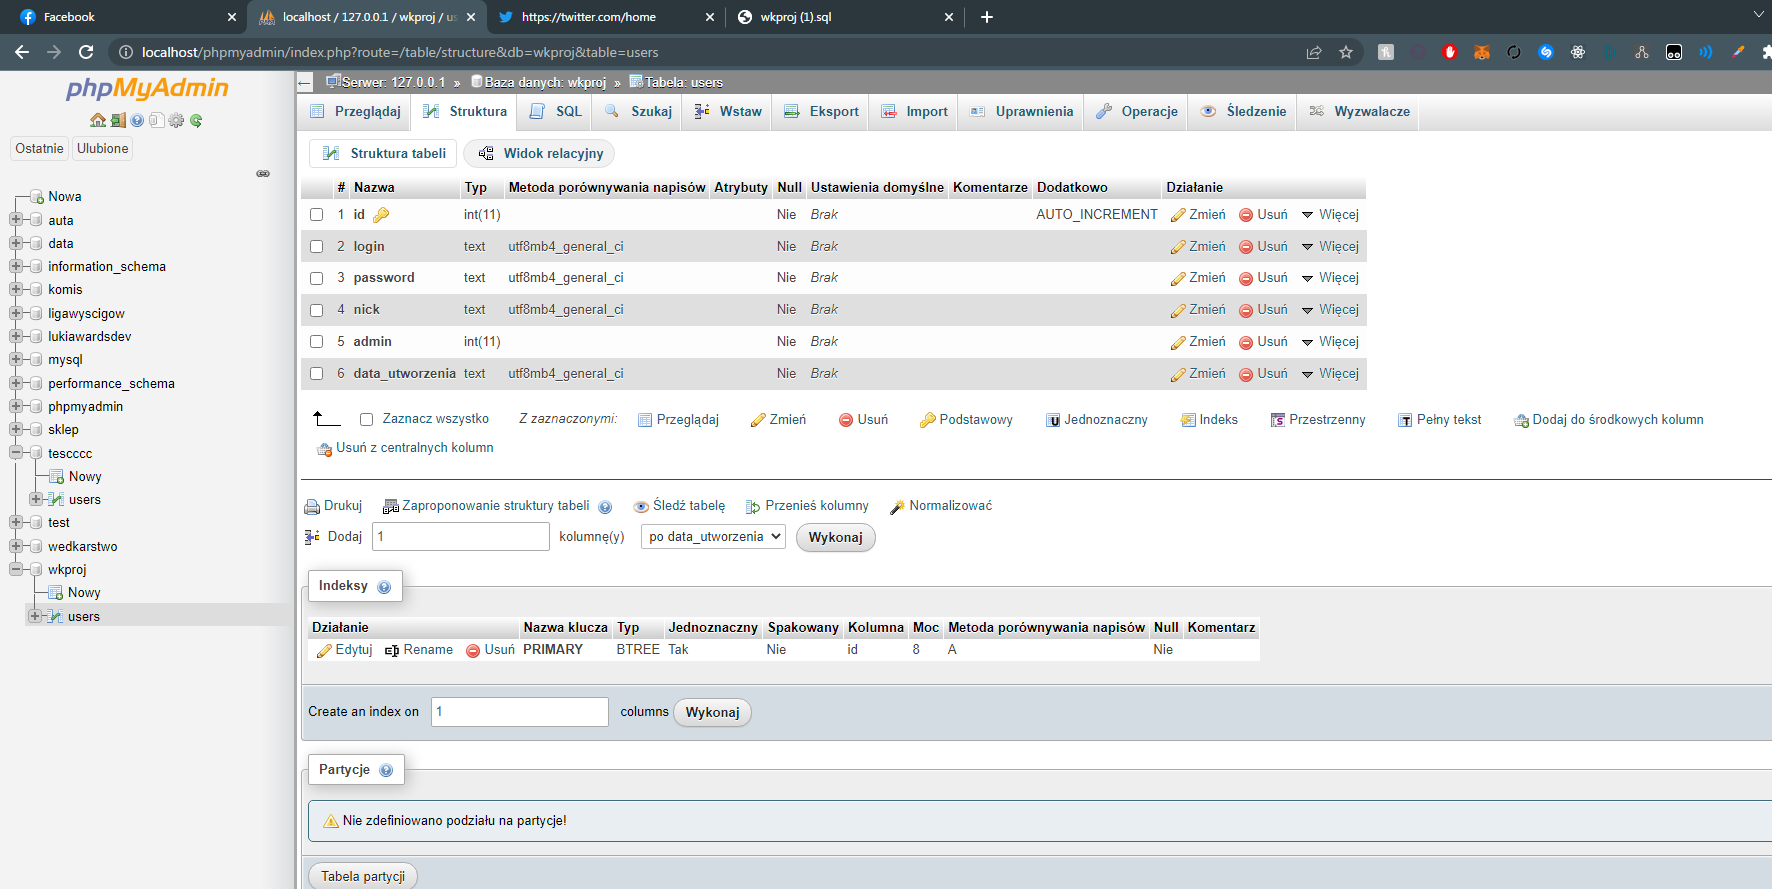 Facebook
localhost / 127.0.0.1 / wkproj / us
https://twitter.com/home
wkproj (1).sql
localhost/phpmyadmin/index.php?route=/table/structure&db=wkproj&table=users
phpMyAdmin
Ostatnie
Ulubione
Nowa
auta
data
information_schema
komis
ligawyscigow
lukiawardsdev
mysql
performance_schema
phpmyadmin
sklep
tescccc
Nowy
users
test
wedkarstwo
wkproj
Nowy
users
Serwer: 127.0.0.1 » Baza danych: wkproj » Tabela: users
Przeglądaj Struktura SQL Szukaj Wstaw Eksport Import Uprawnienia Operacje Śledzenie Wyzwalacze
Struktura tabeli Widok relacyjny
# Nazwa Typ Metoda porównywania napisów Atrybuty Null Ustawienia domyślne Komentarze Dodatkowo Działanie
1 id int(11) Nie Brak AUTO_INCREMENT Zmień Usuń Więcej
2 login text utf8mb4_general_ci Nie Brak Zmień Usuń Więcej
3 password text utf8mb4_general_ci Nie Brak Zmień Usuń Więcej
4 nick text utf8mb4_general_ci Nie Brak Zmień Usuń Więcej
5 admin int(11) Nie Brak Zmień Usuń Więcej
6 data_utworzenia text utf8mb4_general_ci Nie Brak Zmień Usuń Więcej
Zaznacz wszystko Z zaznaczonymi: Przeglądaj Zmień Usuń Podstawowy Jednoznaczny Indeks Przestrzenny Pełny tekst Dodaj do środkowych kolumn
Usuń z centralnych kolumn
Drukuj Zaproponowanie struktury tabeli Śledź tabelę Przenieś kolumny Normalizować
Dodaj 1 kolumnę(y) po data_utworzenia Wykonaj
Indeksy
Działanie Nazwa klucza Typ Jednoznaczny Spakowany Kolumna Moc Metoda porównywania napisów Null Komentarz
Edytuj Rename Usuń PRIMARY BTREE Tak Nie id 8 A Nie
Create an index on 1 columns Wykonaj
Partycje
Nie zdefiniowano podziału na partycje!
Tabela partycji